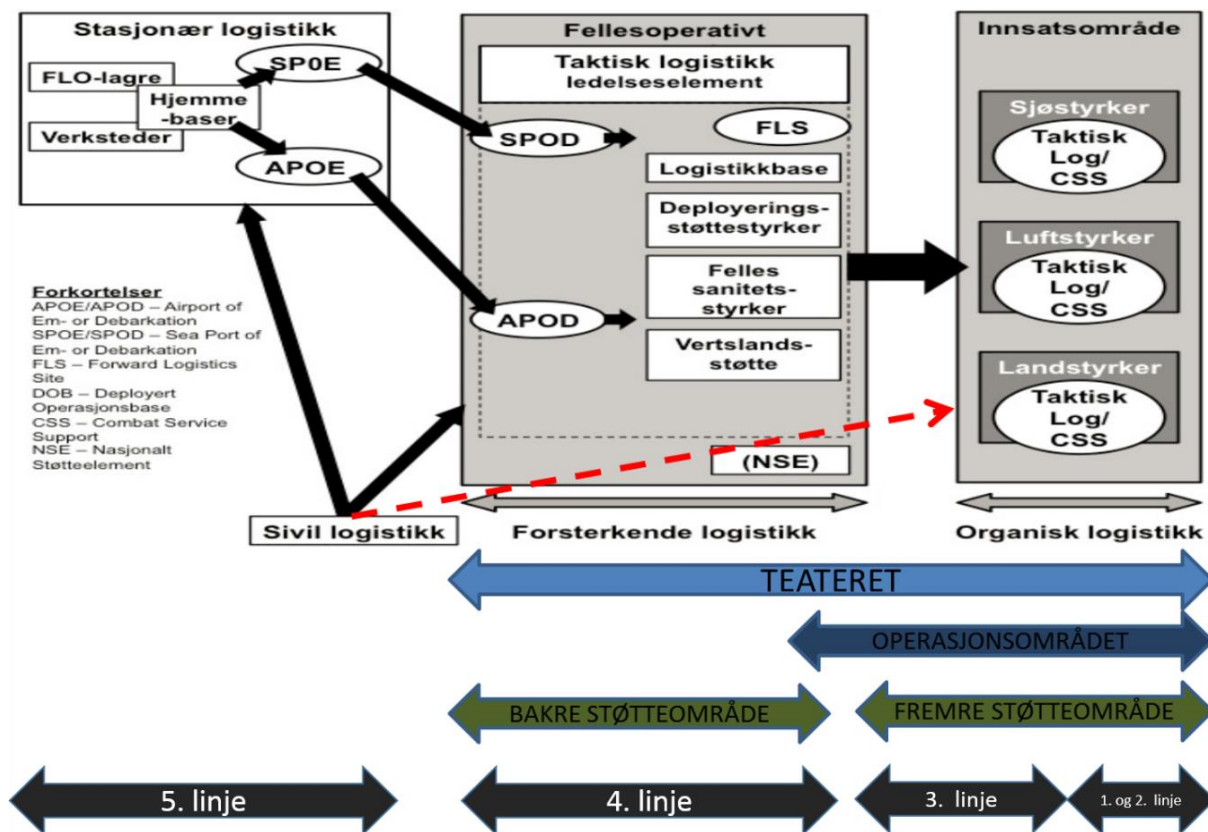 Stasjonær logistikk
FLO-lagre
SP0E
Hjemme
-baser
Verksteder
APOE
Forkortelser
APOE/APOD – Airport of
Em- or Debarkation
SPOE/SPOD – Sea Port of
Em- or Debarkation
FLS – Forward Logistics
Site
DOB – Deployert
Operasjonsbase
CSS – Combat Service
Support
NSE – Nasjonalt
Støtteelement
Sivil logistikk
Fellesoperativt
Taktisk logistikk
ledelseselement
SPOD
FLS
Logistikkbase
Deployerings-
støttestyrker
Felles
sanitets-
styrker
APOD
Vertslands-
støtte
(NSE)
Forsterkende logistikk
Innsatsområde
Sjøstyrker
Taktisk
Log/
CSS
Luftstyrker
Taktisk
Log/
CSS
Landstyrker
Taktisk
Log/
CSS
Organisk logistikk
TEATERET
OPERASJONSOMRÅDET
BAKRE STØTTEOMRÅDE
FREMRE STØTTEOMRÅDE
5. linje
4. linje
3. linje
1. og 2. linje